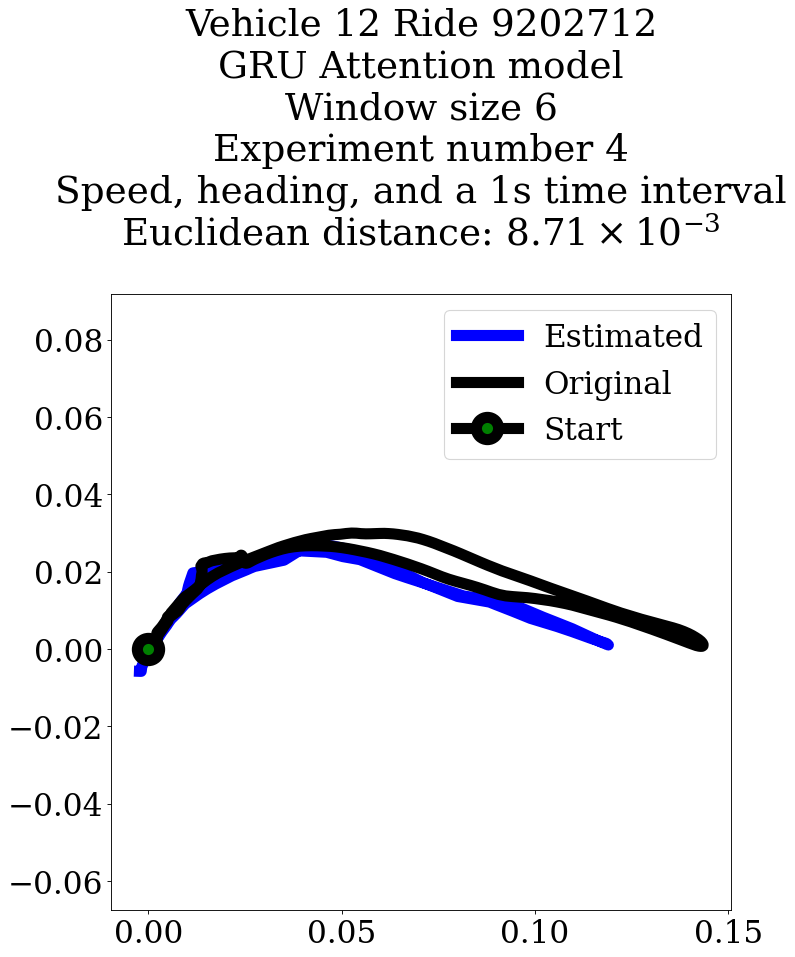 Vehicle 12 Ride 9202712
GRU Attention model
Window size 6
Experiment number 4
Speed, heading, and a 1s time interval
Euclidean distance: 8.71 × 10⁻³
Estimated
Original
Start
0.08
0.06
0.04
0.02
0.00
−0.02
−0.04
−0.06
0.00 0.05 0.10 0.15